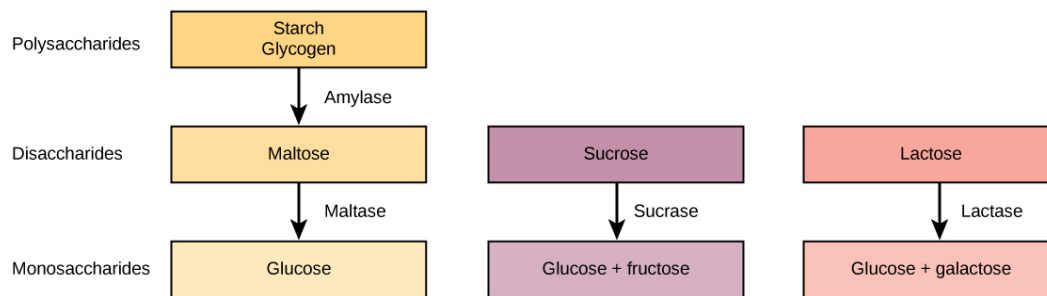 Polysaccharides
Starch
Glycogen
Amylase
Disaccharides
Maltose
Sucrose
Lactose
Maltase
Sucrase
Lactase
Monosaccharides
Glucose
Glucose + fructose
Glucose + galactose